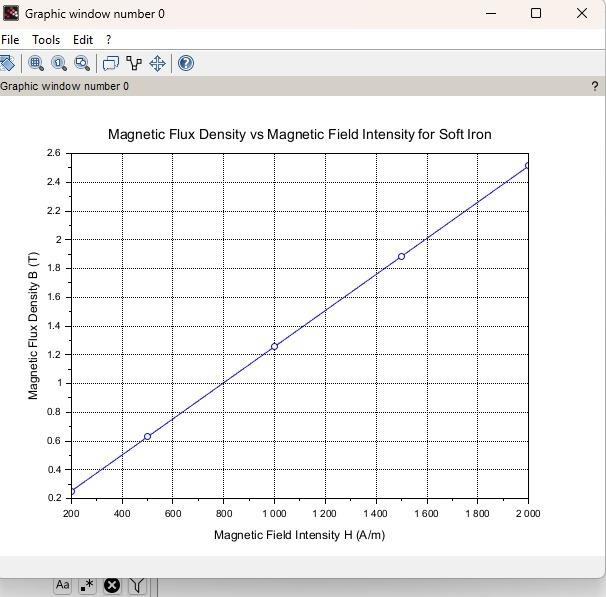 Graphic window number 0
File Tools Edit ?
Graphic window number 0 ?
Magnetic Flux Density vs Magnetic Field Intensity for Soft Iron
2.6
2.4
2.2
2
1.8
1.6
1.4
1.2
1
0.8
0.6
0.4
0.2
Magnetic Flux Density B (T)
200 400 600 800 1 000 1 200 1 400 1 600 1 800 2 000
Magnetic Field Intensity H (A/m)
Aa .*